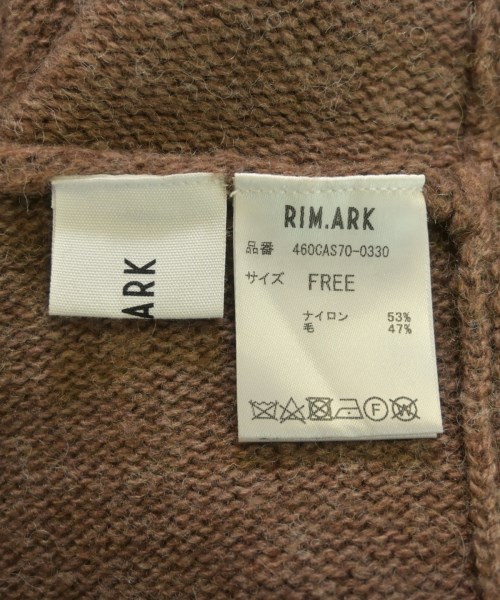 ARK
RIM.ARK
品番 460CAS70-0330
サイズ FREE
ナイロン 53%
毛 47%
F W